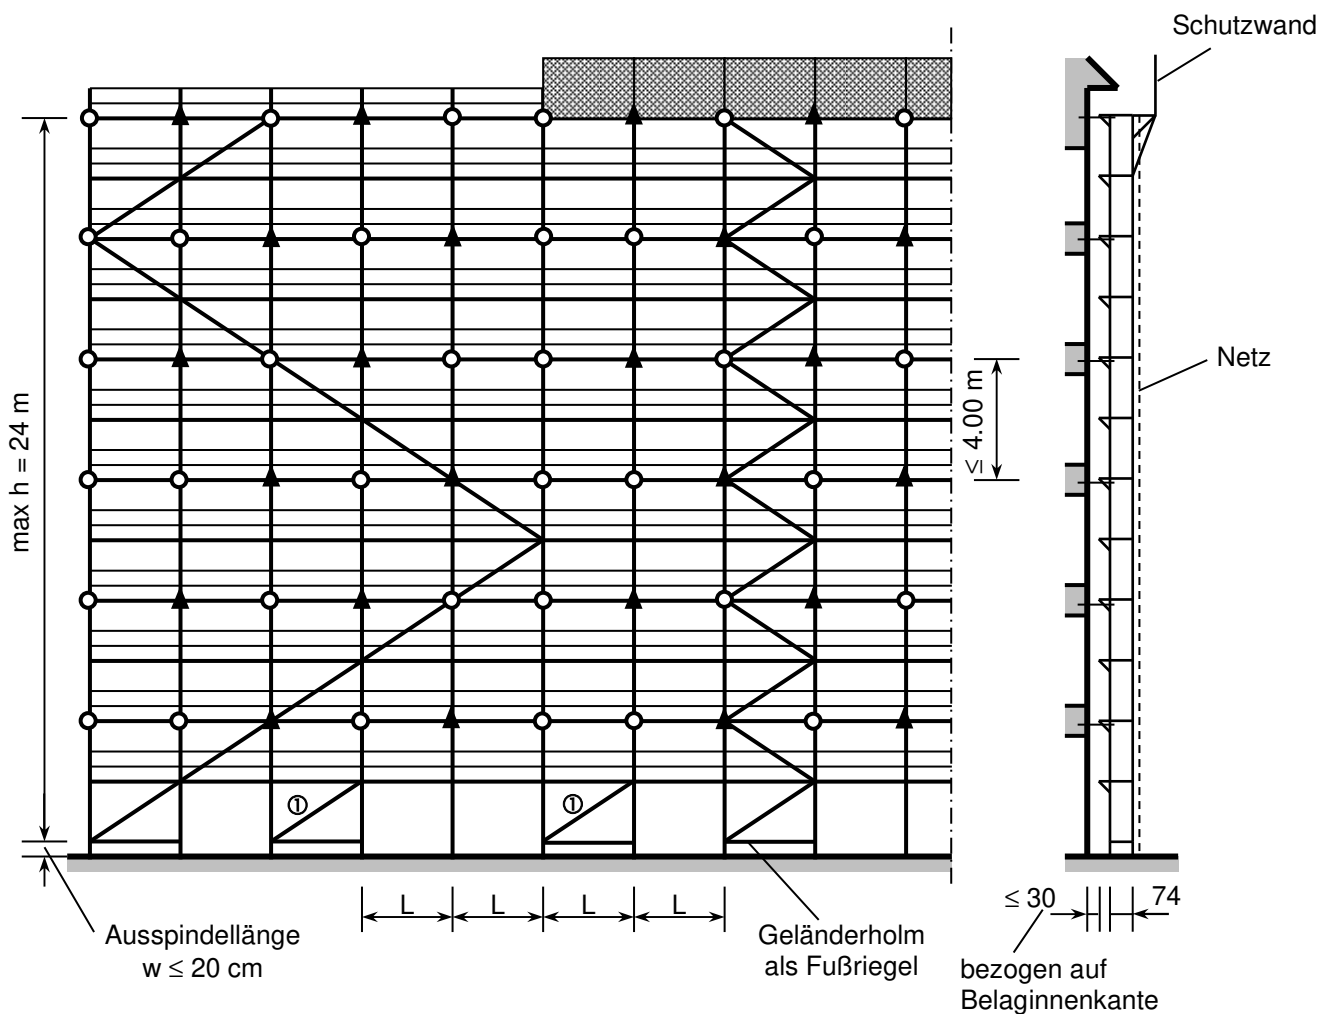 Schutzwand
max h = 24 m
Netz
≤ 4.00 m
①
①
L
L
L
L
≤ 30
74
Ausspindellänge
w ≤ 20 cm
Geländerholm
als Fußriegel
bezogen auf
Belaginnenkante